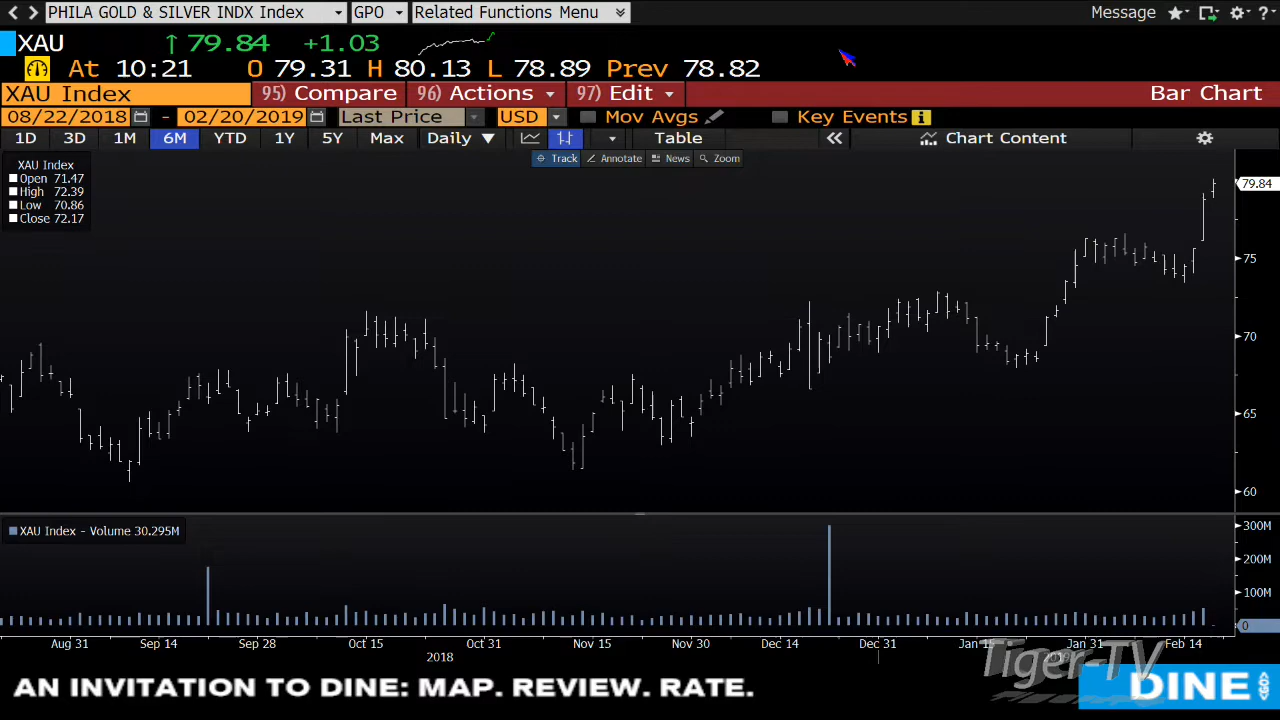 PHILA GOLD & SILVER INDX Index GPO Related Functions Menu Message
XAU ↑ 79.84 +1.03
At 10:21 O 79.31 H 80.13 L 78.89 Prev 78.82
XAU Index 95) Compare 96) Actions 97) Edit Bar Chart
08/22/2018 - 02/20/2019 Last Price USD Mov Avgs Key Events
1D 3D 1M 6M YTD 1Y 5Y Max Daily ▼ Table « Chart Content
Track Annotate News Zoom
XAU Index
Open 71.47
High 72.39
Low 70.86
Close 72.17
79.84
75
70
65
60
XAU Index - Volume 30.295M
300M
200M
100M
0
Aug 31 Sep 14 Sep 28 Oct 15 Oct 31 Nov 15 Nov 30 Dec 14 Dec 31 Jan 15 Jan 31 Feb 14
2018 2019
Tiger-TV
AN INVITATION TO DINE: MAP. REVIEW. RATE.
DINE